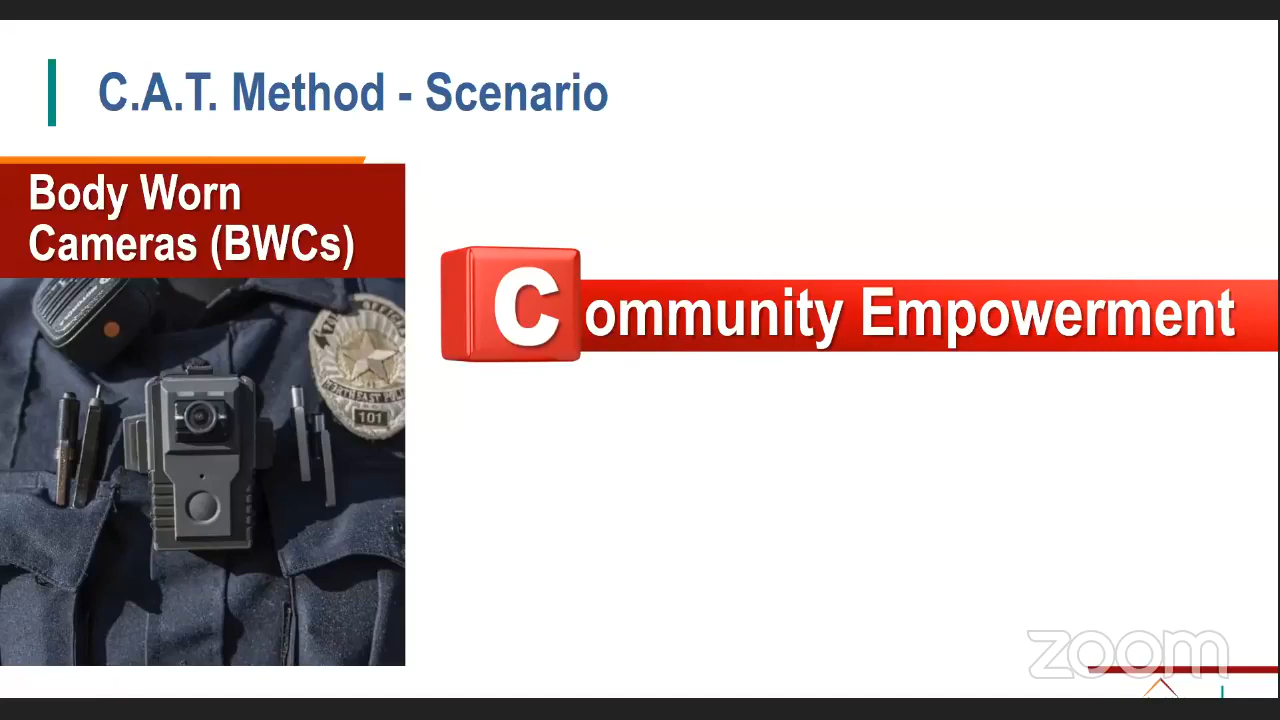 C.A.T. Method - Scenario
Body Worn
Cameras (BWCs)
Community Empowerment
101
zoom